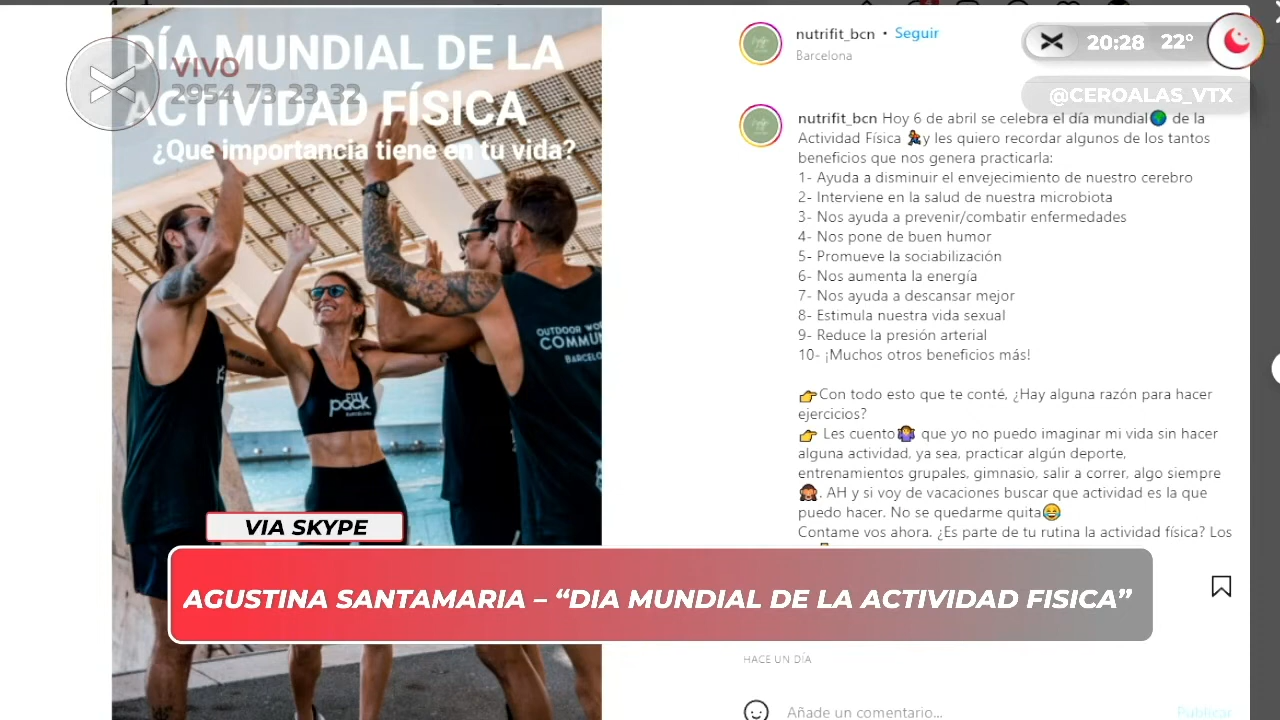 DÍA MUNDIAL DE LA
ACTIVIDAD FÍSICA
¿Que importancia tiene en tu vida?
VIVO
2954 73 23 32
OUTDOOR WO
COMMUN
BARCELO
FIT
pack
BARCELONA
nutrifit_bcn • Seguir
Barcelona
20:28 22°
@CEROALAS_VTX
nutrifit_bcn Hoy 6 de abril se celebra el día mundial🌍 de la
Actividad Física 🏃y les quiero recordar algunos de los tantos
beneficios que nos genera practicarla:
1- Ayuda a disminuir el envejecimiento de nuestro cerebro
2- Interviene en la salud de nuestra microbiota
3- Nos ayuda a prevenir/combatir enfermedades
4- Nos pone de buen humor
5- Promueve la sociabilización
6- Nos aumenta la energía
7- Nos ayuda a descansar mejor
8- Estimula nuestra vida sexual
9- Reduce la presión arterial
10- ¡Muchos otros beneficios más!
👉Con todo esto que te conté, ¿Hay alguna razón para hacer
ejercicios?
👉 Les cuento🤷‍♀️ que yo no puedo imaginar mi vida sin hacer
alguna actividad, ya sea, practicar algún deporte,
entrenamientos grupales, gimnasio, salir a correr, algo siempre
🙈. AH y si voy de vacaciones buscar que actividad es la que
puedo hacer. No se quedarme quita😂
Contame vos ahora. ¿Es parte de tu rutina la actividad física? Los
VIA SKYPE
AGUSTINA SANTAMARIA – “DIA MUNDIAL DE LA ACTIVIDAD FISICA”
HACE UN DÍA
Añade un comentario...
Publicar